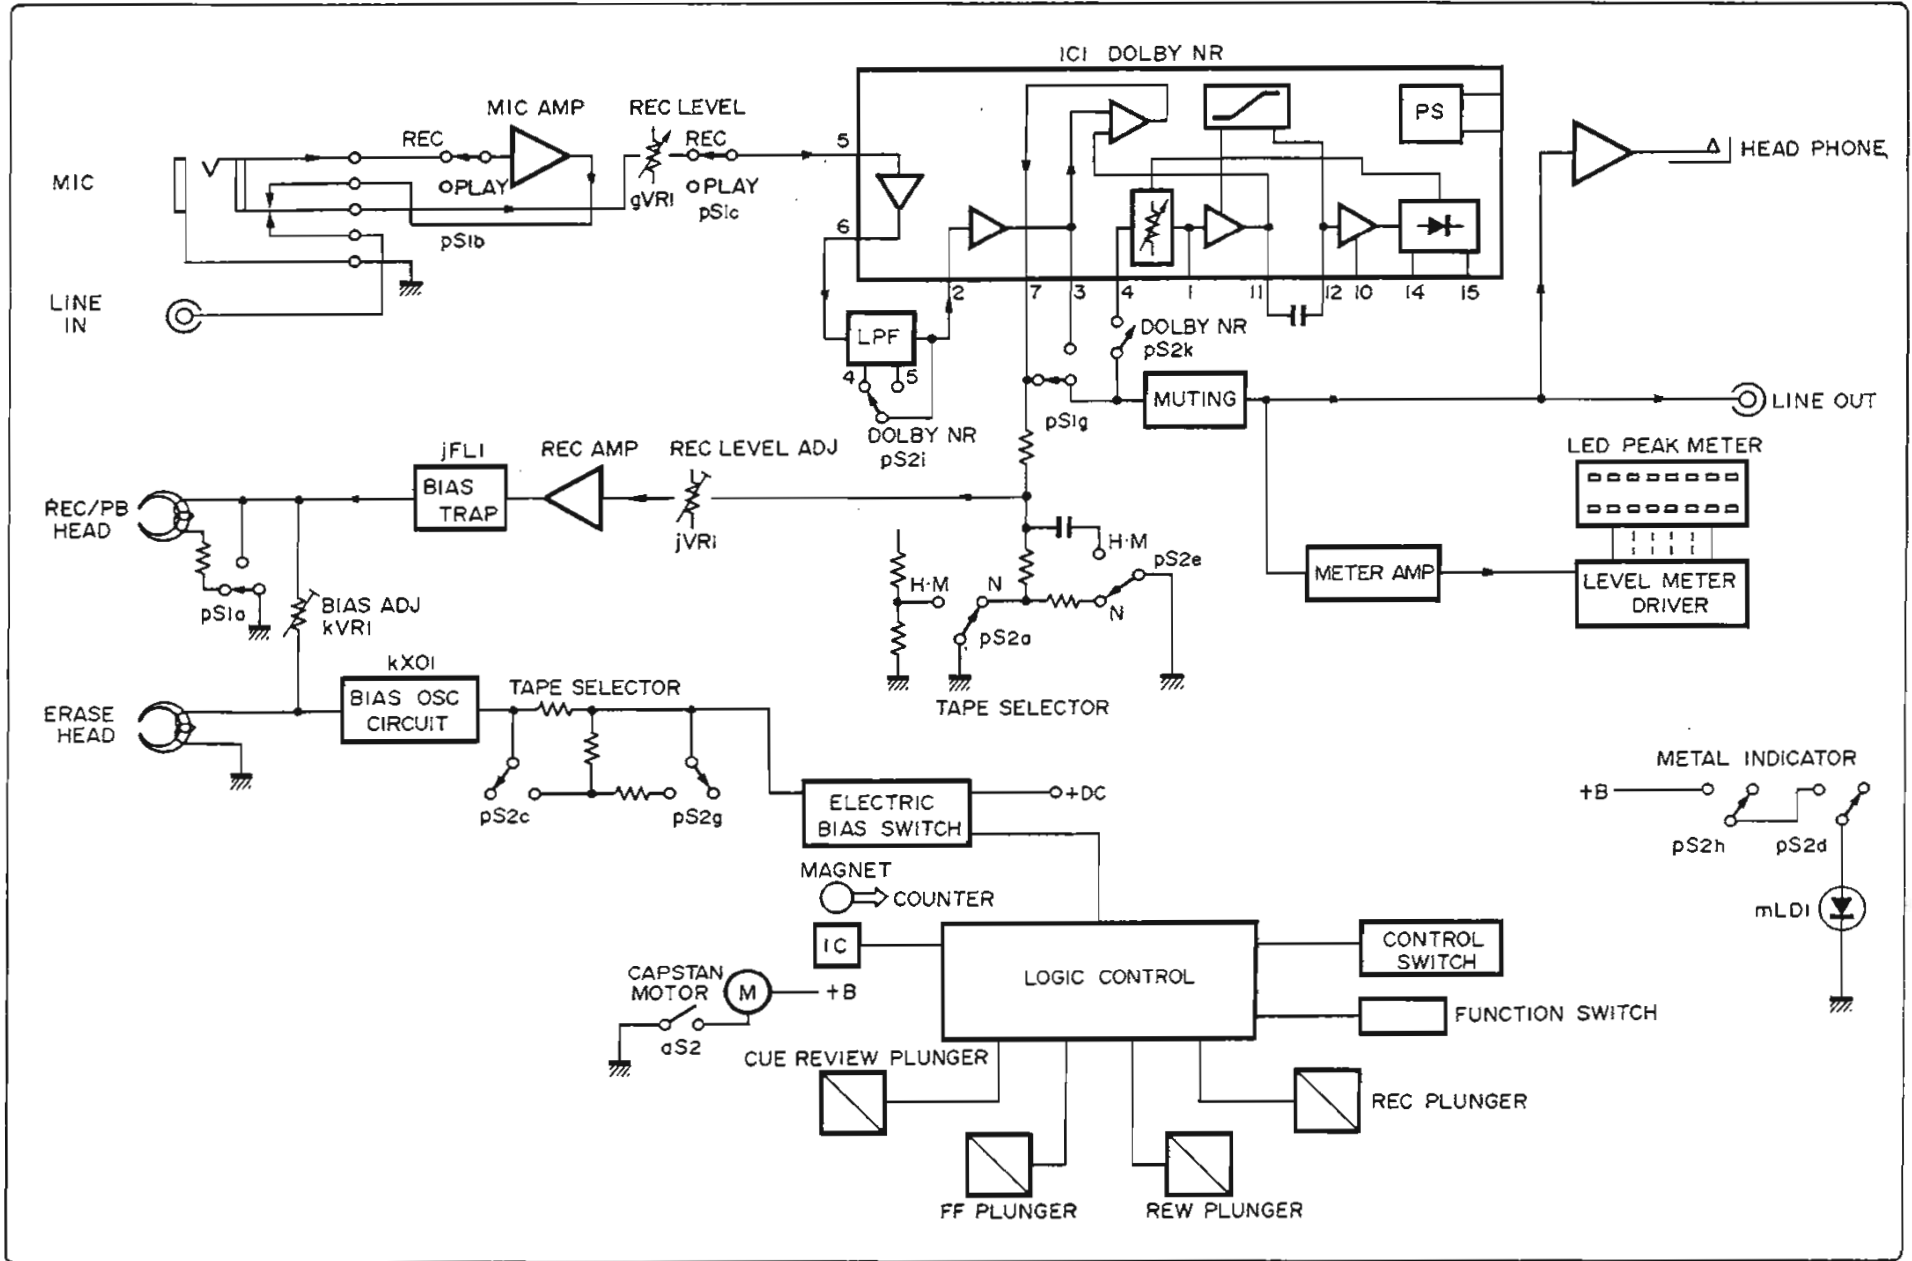 IC1 DOLBY NR
MIC AMP
REC LEVEL
REC
REC
5
PS
HEAD PHONE
MIC
PLAY
gVR1
PLAY
pS1c
pS1b
6
LINE
IN
2
7
3
4
1
11
12
10
14
15
LPF
4
5
DOLBY NR
pS2k
pS1g
MUTING
LINE OUT
DOLBY NR
pS2i
jFL1
REC AMP
REC LEVEL ADJ
LED PEAK METER
BIAS
TRAP
REC/PB
HEAD
jVR1
H·M
pS2e
H·M
N
N
METER AMP
LEVEL METER
DRIVER
pS1a
BIAS ADJ
kVR1
pS2a
kX01
BIAS OSC
CIRCUIT
TAPE SELECTOR
TAPE SELECTOR
ERASE
HEAD
METAL INDICATOR
+B
pS2c
pS2g
ELECTRIC
BIAS SWITCH
+DC
pS2h
pS2d
MAGNET
COUNTER
mLD1
IC
LOGIC CONTROL
CONTROL
SWITCH
CAPSTAN
MOTOR
M
+B
FUNCTION SWITCH
aS2
CUE REVIEW PLUNGER
REC PLUNGER
FF PLUNGER
REW PLUNGER